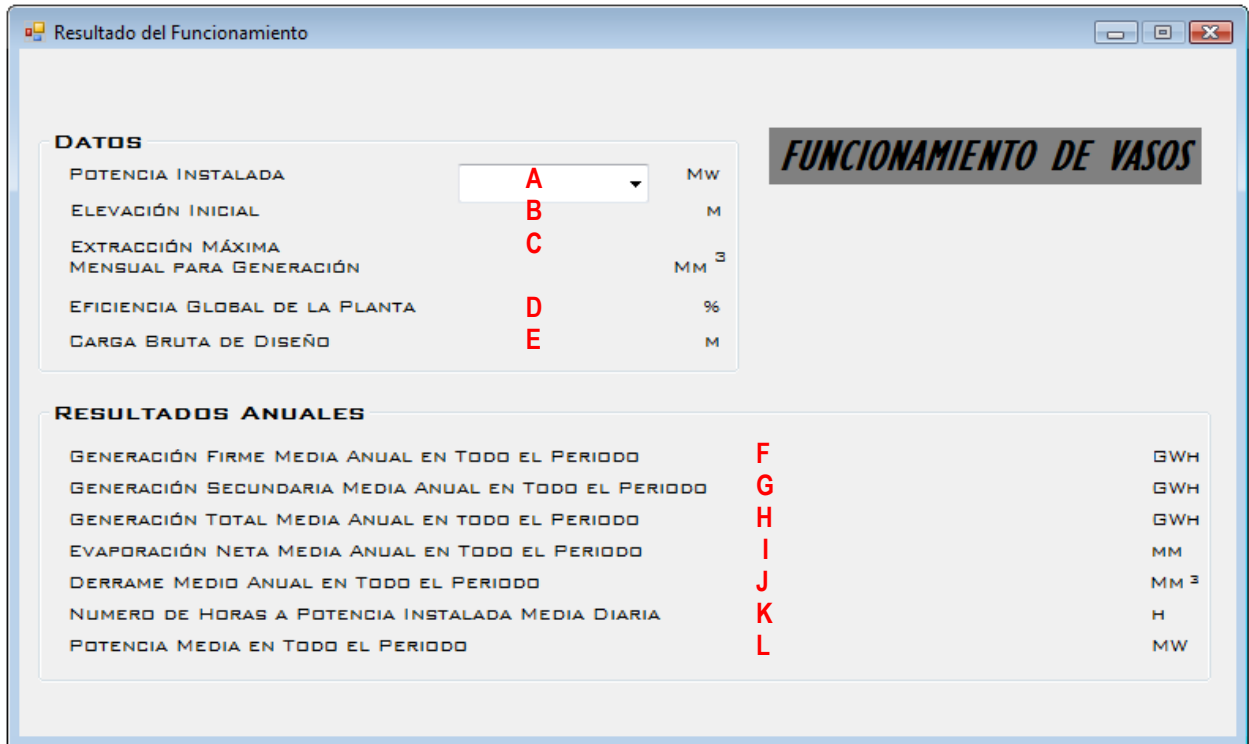 Resultado del Funcionamiento
FUNCIONAMIENTO DE VASOS
DATOS
POTENCIA INSTALADA A MW
ELEVACIÓN INICIAL B M
EXTRACCIÓN MÁXIMA C
MENSUAL PARA GENERACIÓN MM 3
EFICIENCIA GLOBAL DE LA PLANTA D %
CARGA BRUTA DE DISEÑO E M
RESULTADOS ANUALES
GENERACIÓN FIRME MEDIA ANUAL EN TODO EL PERIODO F GWH
GENERACIÓN SECUNDARIA MEDIA ANUAL EN TODO EL PERIODO G GWH
GENERACIÓN TOTAL MEDIA ANUAL EN TODO EL PERIODO H GWH
EVAPORACIÓN NETA MEDIA ANUAL EN TODO EL PERIODO I MM
DERRAME MEDIO ANUAL EN TODO EL PERIODO J MM 3
NUMERO DE HORAS A POTENCIA INSTALADA MEDIA DIARIA K H
POTENCIA MEDIA EN TODO EL PERIODO L MW